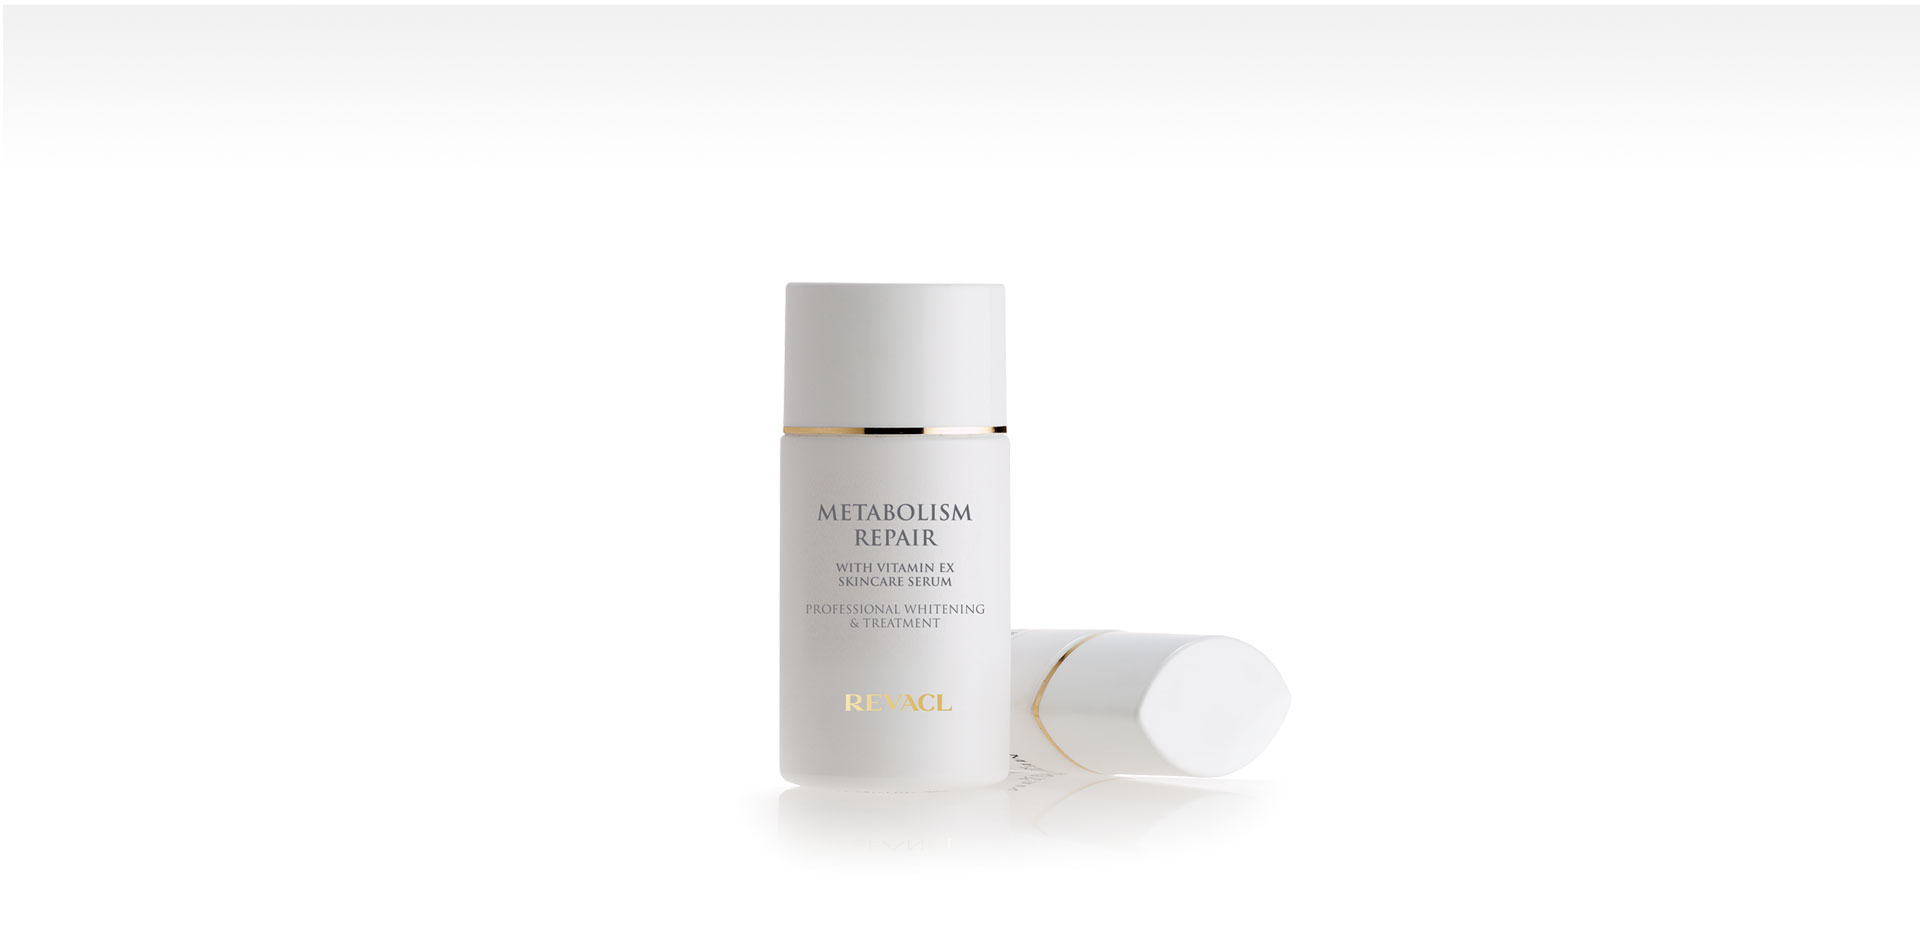 METABOLISM
REPAIR
WITH VITAMIN EX
SKINCARE SERUM
PROFESSIONAL WHITENING
& TREATMENT
REVACL